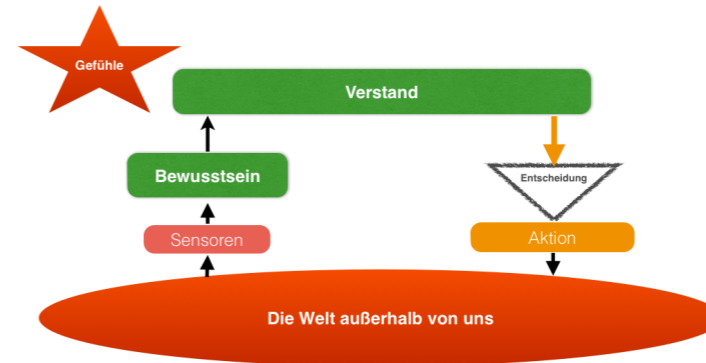 Gefühle
Verstand
Bewusstsein
Entscheidung
Sensoren
Aktion
Die Welt außerhalb von uns